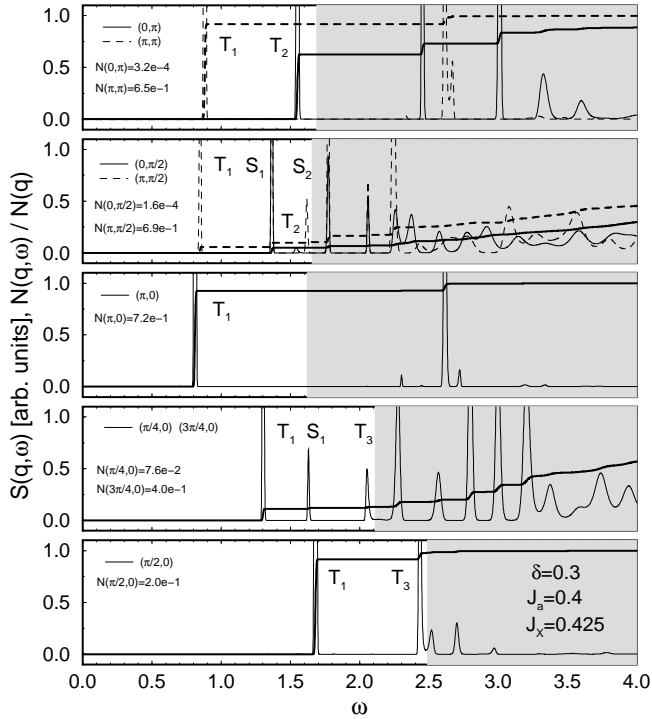 S(q,ω) [arb. units], N(q,ω) / N(q)
1.0
0.5
0.0
(0,π)
(π,π)
N(0,π)=3.2e−4
N(π,π)=6.5e−1
T1
T2
1.0
0.5
0.0
(0,π/2)
(π,π/2)
N(0,π/2)=1.6e−4
N(π,π/2)=6.9e−1
T1 S1 S2
T2
1.0
0.5
0.0
(π,0)
N(π,0)=7.2e−1
T1
1.0
0.5
0.0
(π/4,0) (3π/4,0)
N(π/4,0)=7.6e−2
N(3π/4,0)=4.0e−1
T1 S1 T3
1.0
0.5
0.0
(π/2,0)
N(π/2,0)=2.0e−1
T1 T3
δ=0.3
Ja=0.4
JX=0.425
0.0 0.5 1.0 1.5 2.0 2.5 3.0 3.5 4.0
ω